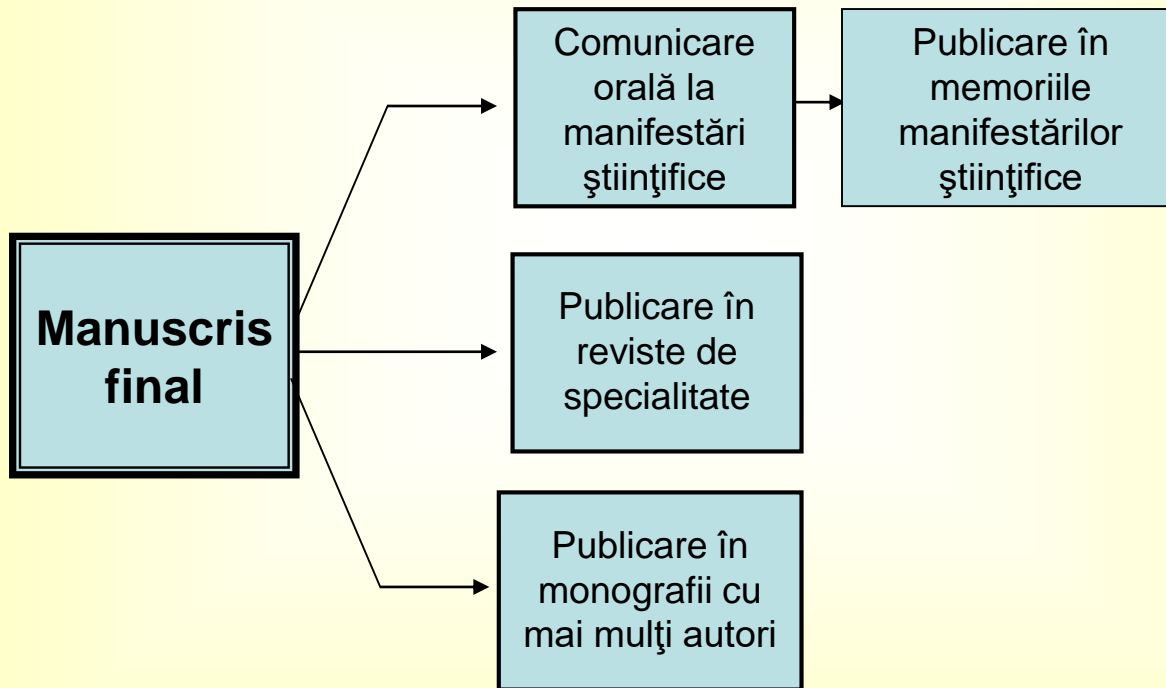 Comunicare
orală la
manifestări
ştiinţifice
Publicare în
memoriile
manifestărilor
ştiinţifice
Manuscris
final
Publicare în
reviste de
specialitate
Publicare în
monografii cu
mai mulţi autori